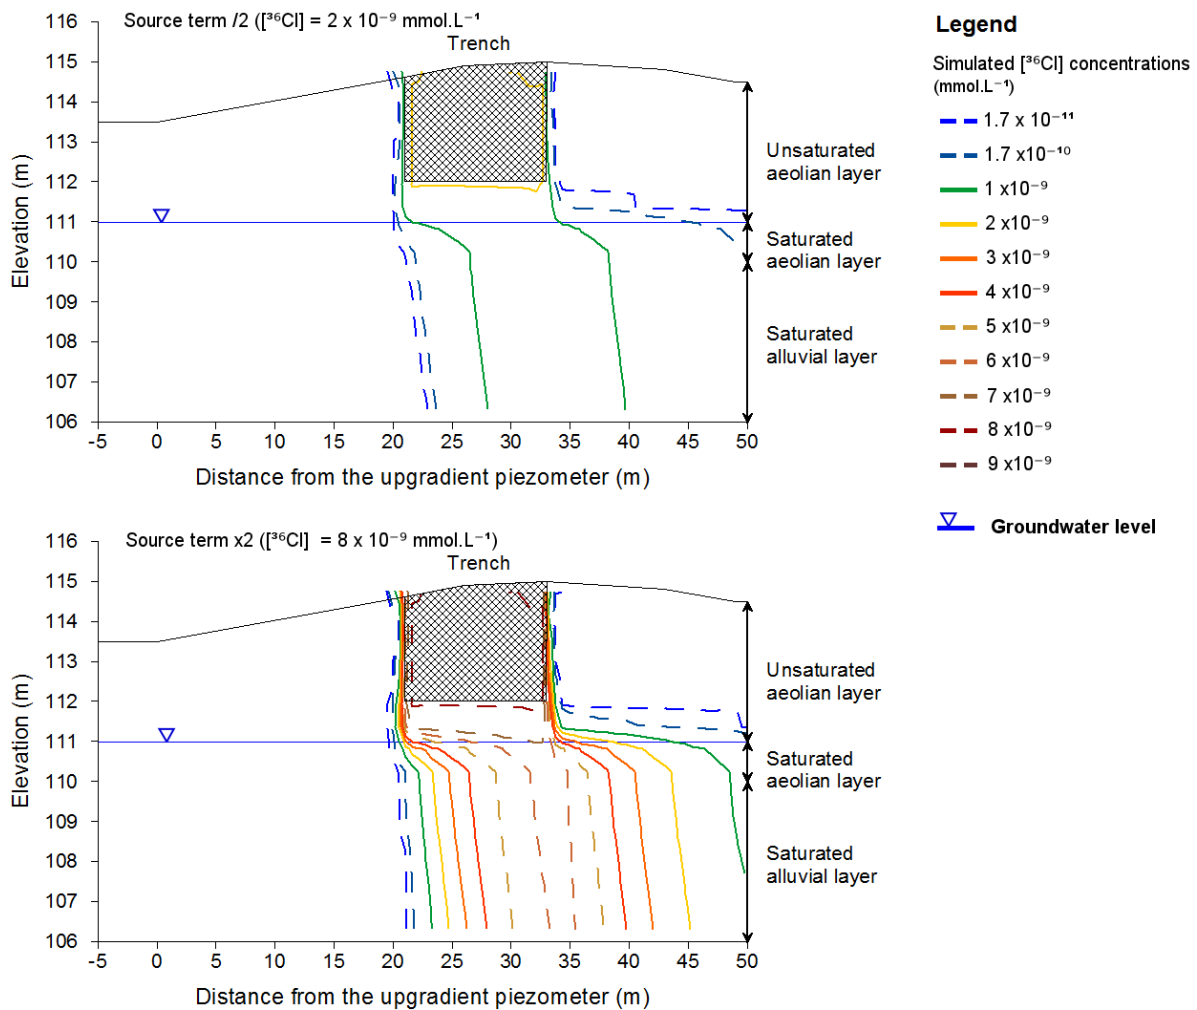 Source term /2 ([³⁶Cl] = 2 x 10⁻⁹ mmol.L⁻¹
Trench
116
115
114
113
112
111
110
109
108
107
106
Elevation (m)
-5 0 5 10 15 20 25 30 35 40 45 50
Distance from the upgradient piezometer (m)
Unsaturated
aeolian layer
Saturated
aeolian layer
Saturated
alluvial layer
Legend
Simulated [³⁶Cl] concentrations
(mmol.L⁻¹)
1.7 x 10⁻¹¹
1.7 x10⁻¹⁰
1 x10⁻⁹
2 x10⁻⁹
3 x10⁻⁹
4 x10⁻⁹
5 x10⁻⁹
6 x10⁻⁹
7 x10⁻⁹
8 x10⁻⁹
9 x10⁻⁹
Groundwater level
Source term x2 ([³⁶Cl] = 8 x 10⁻⁹ mmol.L⁻¹)
Trench
116
115
114
113
112
111
110
109
108
107
106
Elevation (m)
-5 0 5 10 15 20 25 30 35 40 45 50
Distance from the upgradient piezometer (m)
Unsaturated
aeolian layer
Saturated
aeolian layer
Saturated
alluvial layer